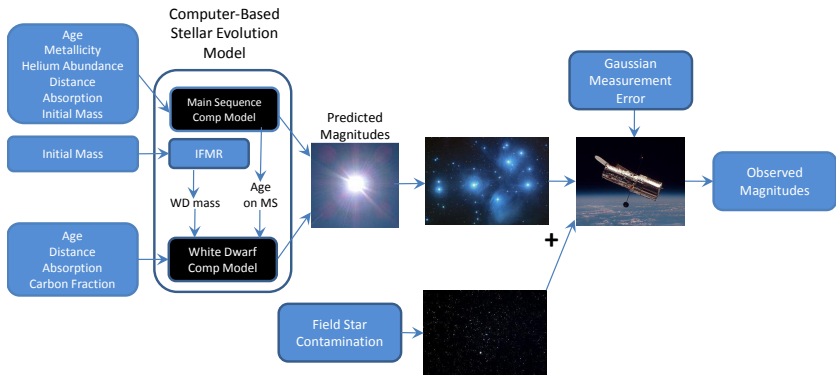 Computer-Based
Stellar Evolution
Model
Age
Metallicity
Helium Abundance
Distance
Absorption
Initial Mass
Main Sequence
Comp Model
Initial Mass
IFMR
WD mass
Age
on MS
Age
Distance
Absorption
Carbon Fraction
White Dwarf
Comp Model
Predicted
Magnitudes
Gaussian
Measurement
Error
Observed
Magnitudes
+
Field Star
Contamination